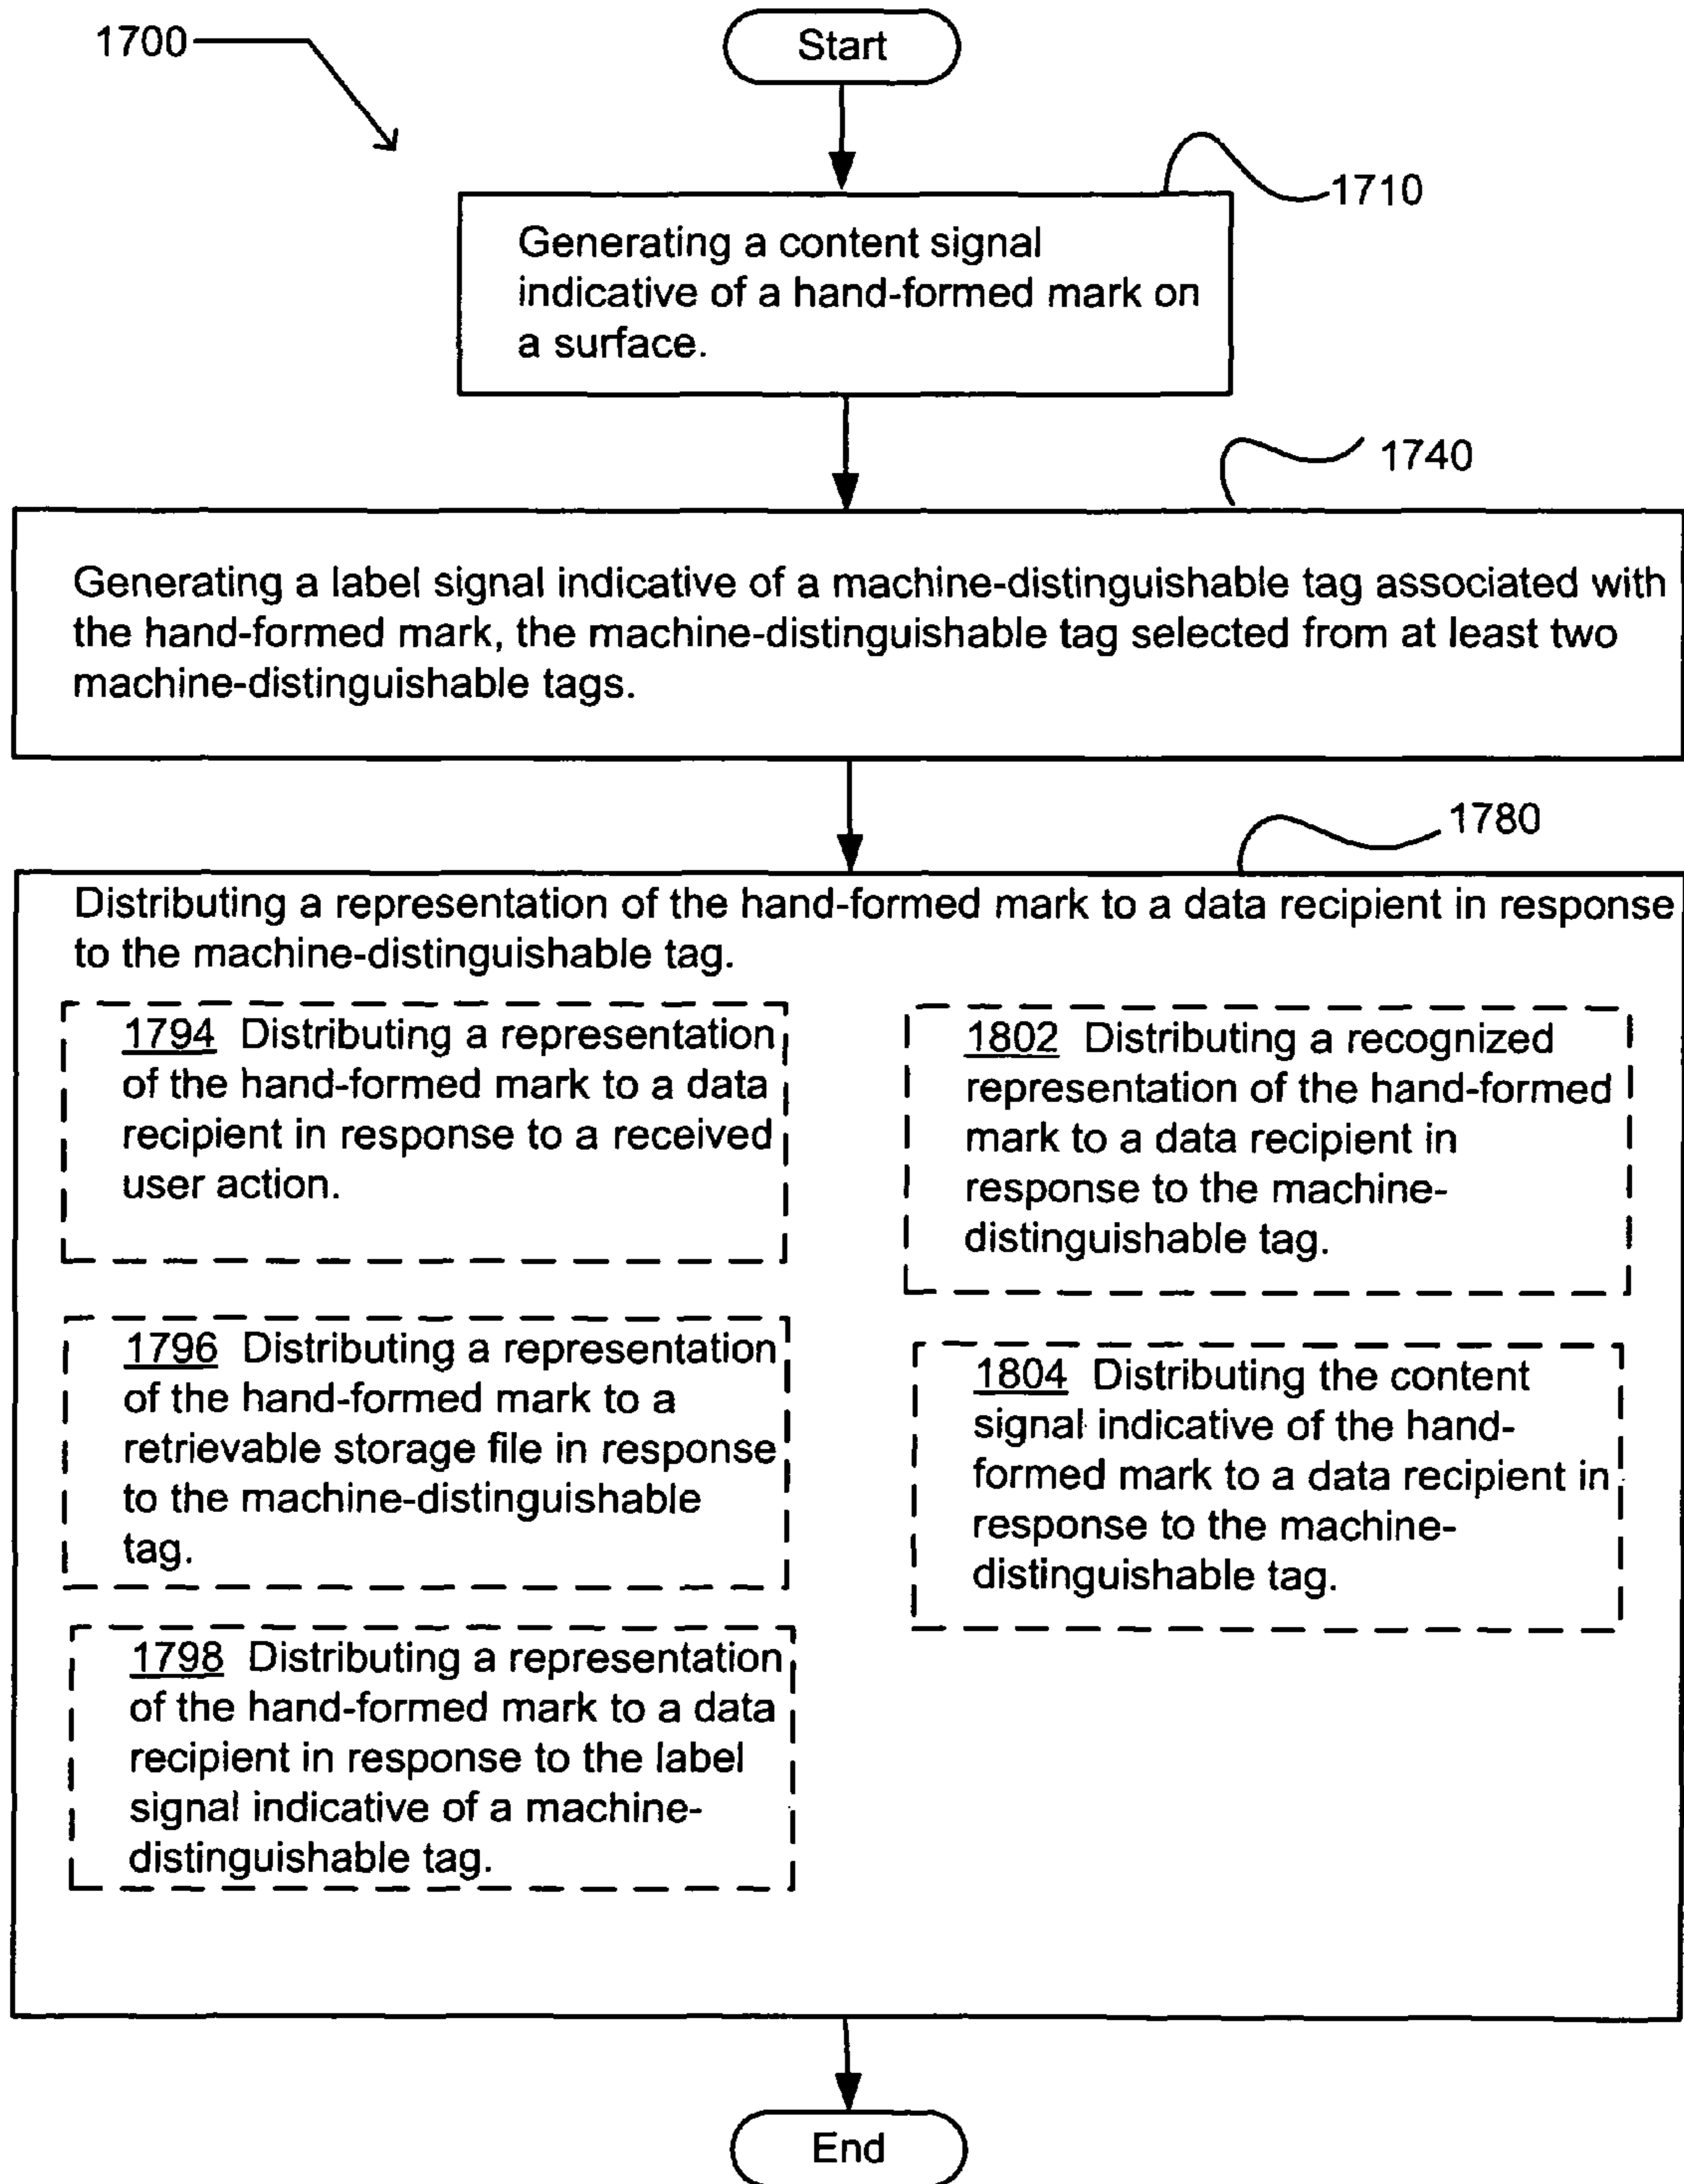 1700
Start
1710
Generating a content signal
indicative of a hand-formed mark on
a surface.
1740
Generating a label signal indicative of a machine-distinguishable tag associated with
the hand-formed mark, the machine-distinguishable tag selected from at least two
machine-distinguishable tags.
1780
Distributing a representation of the hand-formed mark to a data recipient in response
to the machine-distinguishable tag.
1794 Distributing a representation
of the hand-formed mark to a data
recipient in response to a received
user action.
1796 Distributing a representation
of the hand-formed mark to a
retrievable storage file in response
to the machine-distinguishable
tag.
1798 Distributing a representation
of the hand-formed mark to a data
recipient in response to the label
signal indicative of a machine-
distinguishable tag.
1802 Distributing a recognized
representation of the hand-formed
mark to a data recipient in
response to the machine-
distinguishable tag.
1804 Distributing the content
signal indicative of the hand-
formed mark to a data recipient in
response to the machine-
distinguishable tag.
End